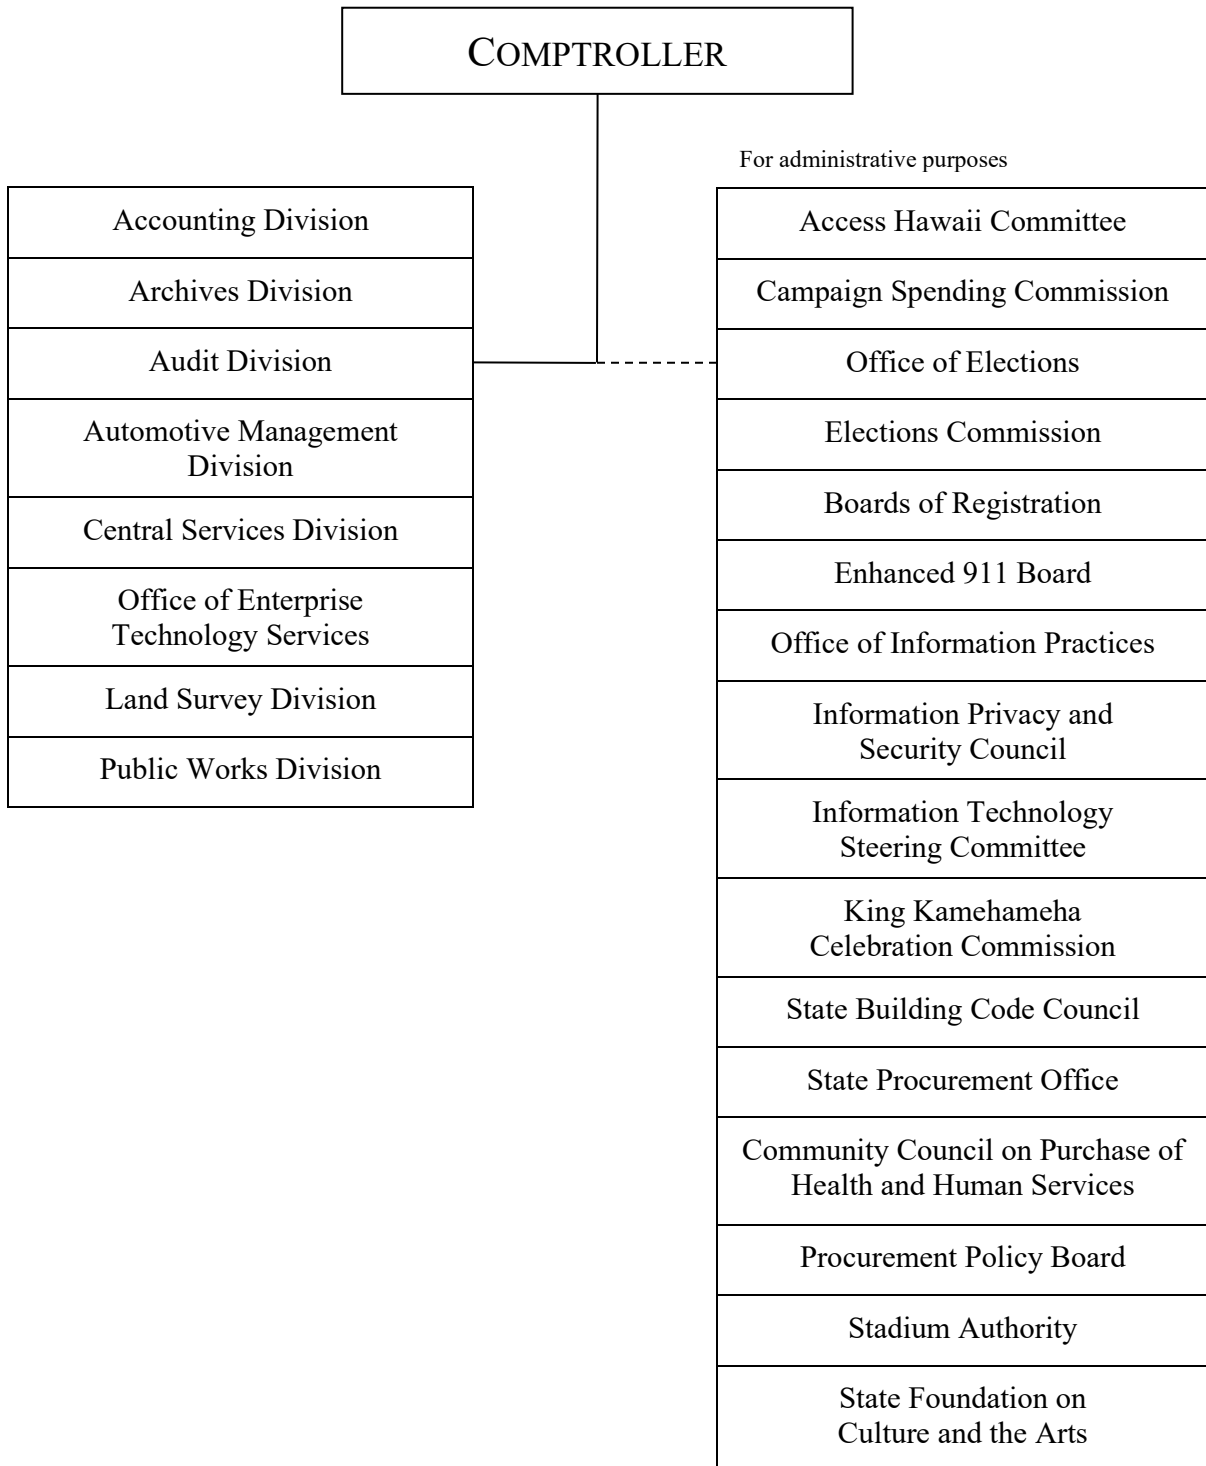 COMPTROLLER
For administrative purposes
Accounting Division
Archives Division
Audit Division
Automotive Management
Division
Central Services Division
Office of Enterprise
Technology Services
Land Survey Division
Public Works Division
Access Hawaii Committee
Campaign Spending Commission
Office of Elections
Elections Commission
Boards of Registration
Enhanced 911 Board
Office of Information Practices
Information Privacy and
Security Council
Information Technology
Steering Committee
King Kamehameha
Celebration Commission
State Building Code Council
State Procurement Office
Community Council on Purchase of
Health and Human Services
Procurement Policy Board
Stadium Authority
State Foundation on
Culture and the Arts